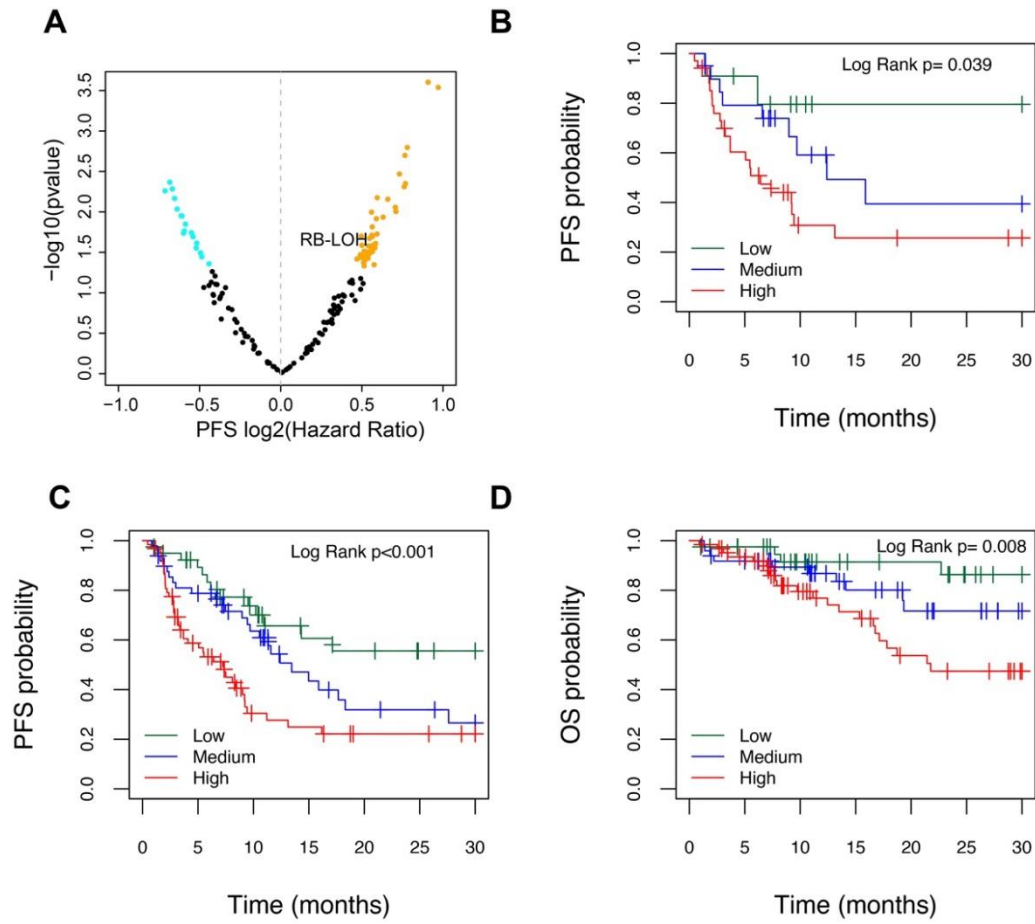 A
3.5
3.0
2.5
2.0
1.5
1.0
0.5
0.0
−log10(pvalue)
RB-LOH
−1.0 −0.5 0.0 0.5 1.0
PFS log2(Hazard Ratio)
B
1.0
0.8
0.6
0.4
0.2
0.0
PFS probability
Log Rank p= 0.039
Low
Medium
High
0 5 10 15 20 25 30
Time (months)
C
1.0
0.8
0.6
0.4
0.2
0.0
PFS probability
Log Rank p<0.001
Low
Medium
High
0 5 10 15 20 25 30
Time (months)
D
1.0
0.8
0.6
0.4
0.2
0.0
OS probability
Log Rank p= 0.008
Low
Medium
High
0 5 10 15 20 25 30
Time (months)